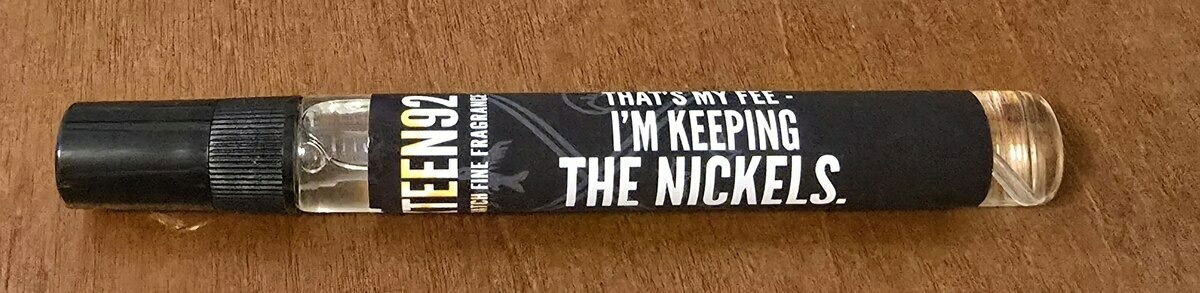 TEEN92
FINE FRAGRANCE
THAT'S MY FEE -
I'M KEEPING
THE NICKELS.